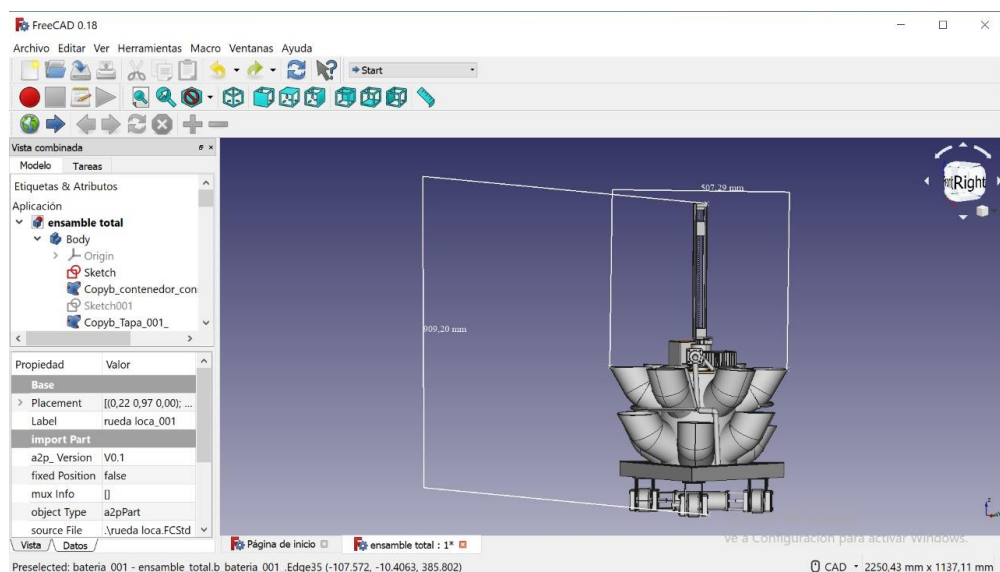 FreeCAD 0.18
Archivo Editar Ver Herramientas Macro Ventanas Ayuda
Start
Vista combinada
Modelo Tareas
Etiquetas & Atributos
Aplicación
ensamble total
Body
Origin
Sketch
Copyb_contenedor_con
Sketch001
Copyb_Tapa_001_
Propiedad Valor
Base
Placement [(0,22 0,97 0,00); ...
Label rueda loca_001
import Part
a2p_ Version V0.1
fixed Position false
mux Info []
object Type a2pPart
source File .\rueda loca.FCStd
Vista Datos
507,29 mm
909,20 mm
Right
z
Ve a Configuración para activar Windows.
Página de inicio
ensamble total : 1*
Preselected: bateria_001 - ensamble_total.b_bateria_001_.Edge35 (-107.572, -10.4063, 385.802)
CAD
2250,43 mm x 1137,11 mm